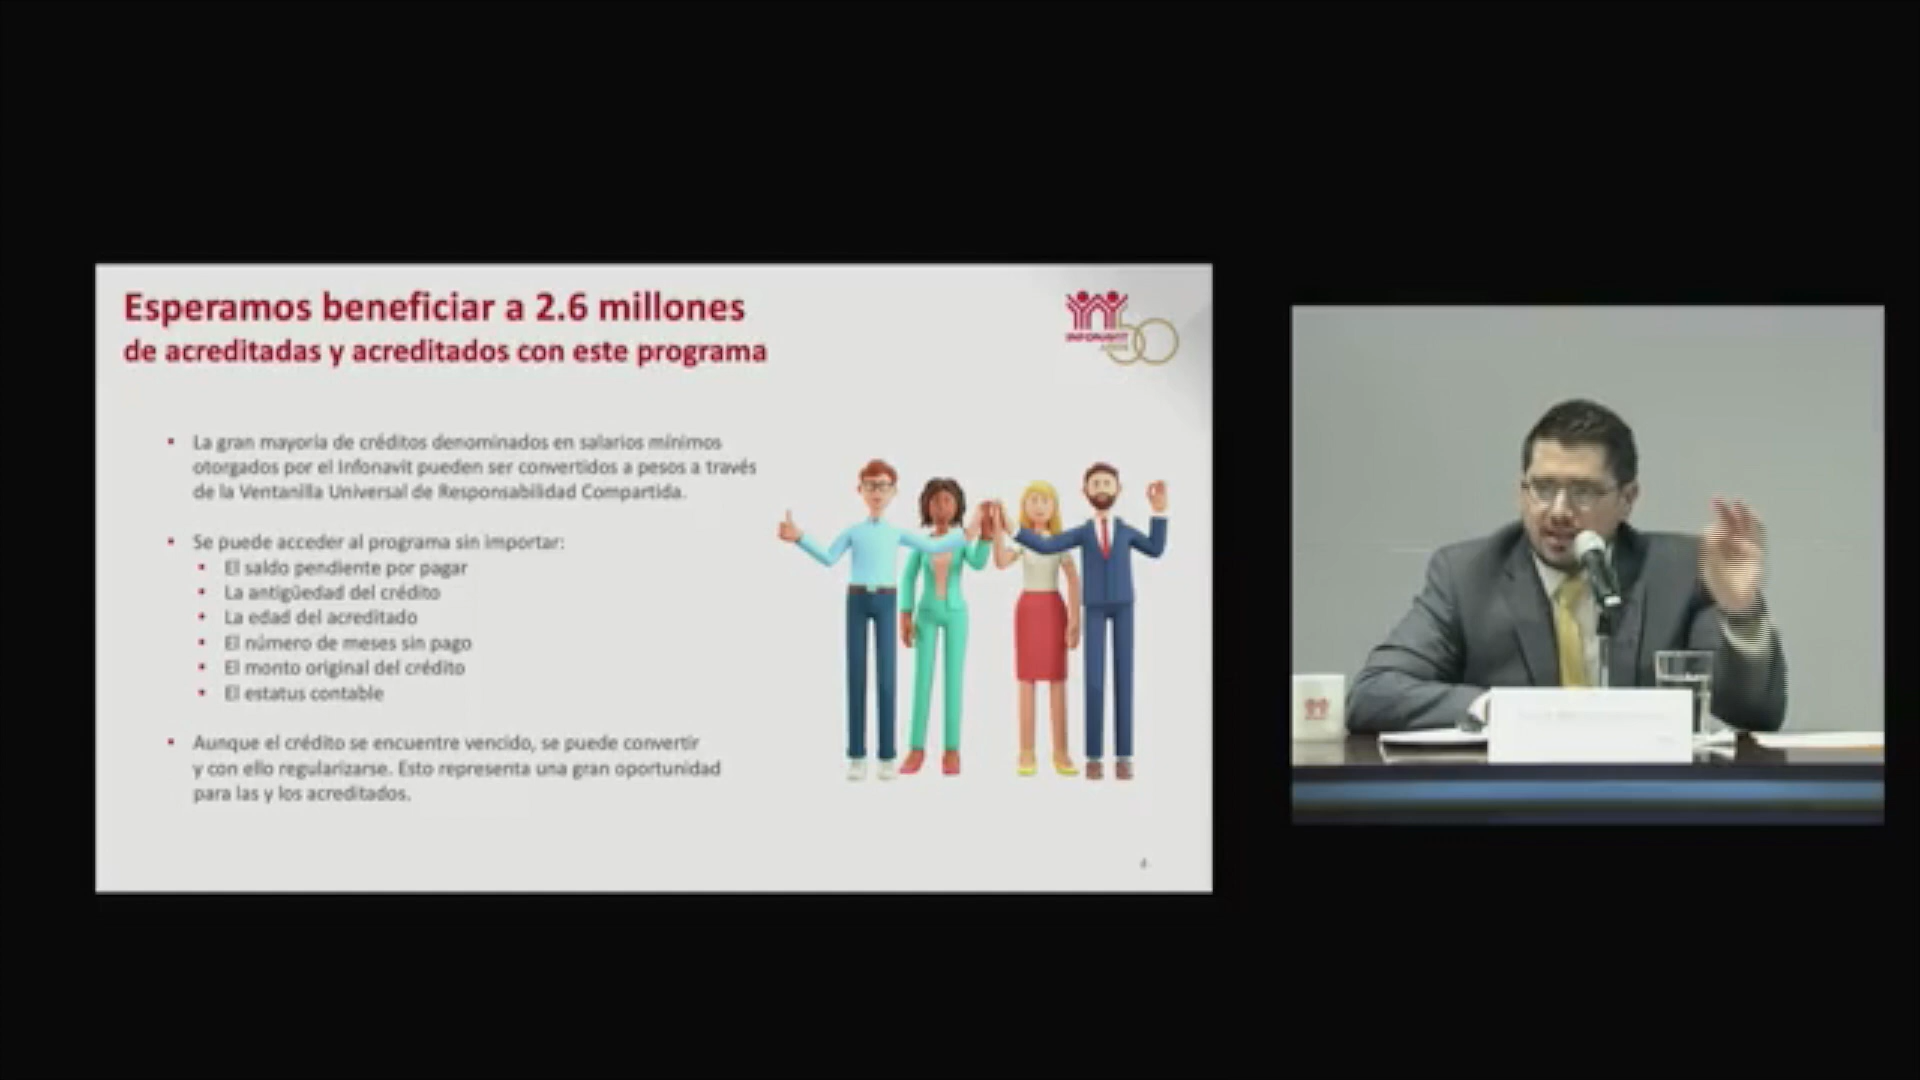 Esperamos beneficiar a 2.6 millones
de acreditadas y acreditados con este programa
INFONAVIT
50
• La gran mayoría de créditos denominados en salarios mínimos
otorgados por el Infonavit pueden ser convertidos a pesos a través
de la Ventanilla Universal de Responsabilidad Compartida.
• Se puede acceder al programa sin importar:
• El saldo pendiente por pagar
• La antigüedad del crédito
• La edad del acreditado
• El número de meses sin pago
• El monto original del crédito
• El estatus contable
• Aunque el crédito se encuentre vencido, se puede convertir
y con ello regularizarse. Esto representa una gran oportunidad
para las y los acreditados.